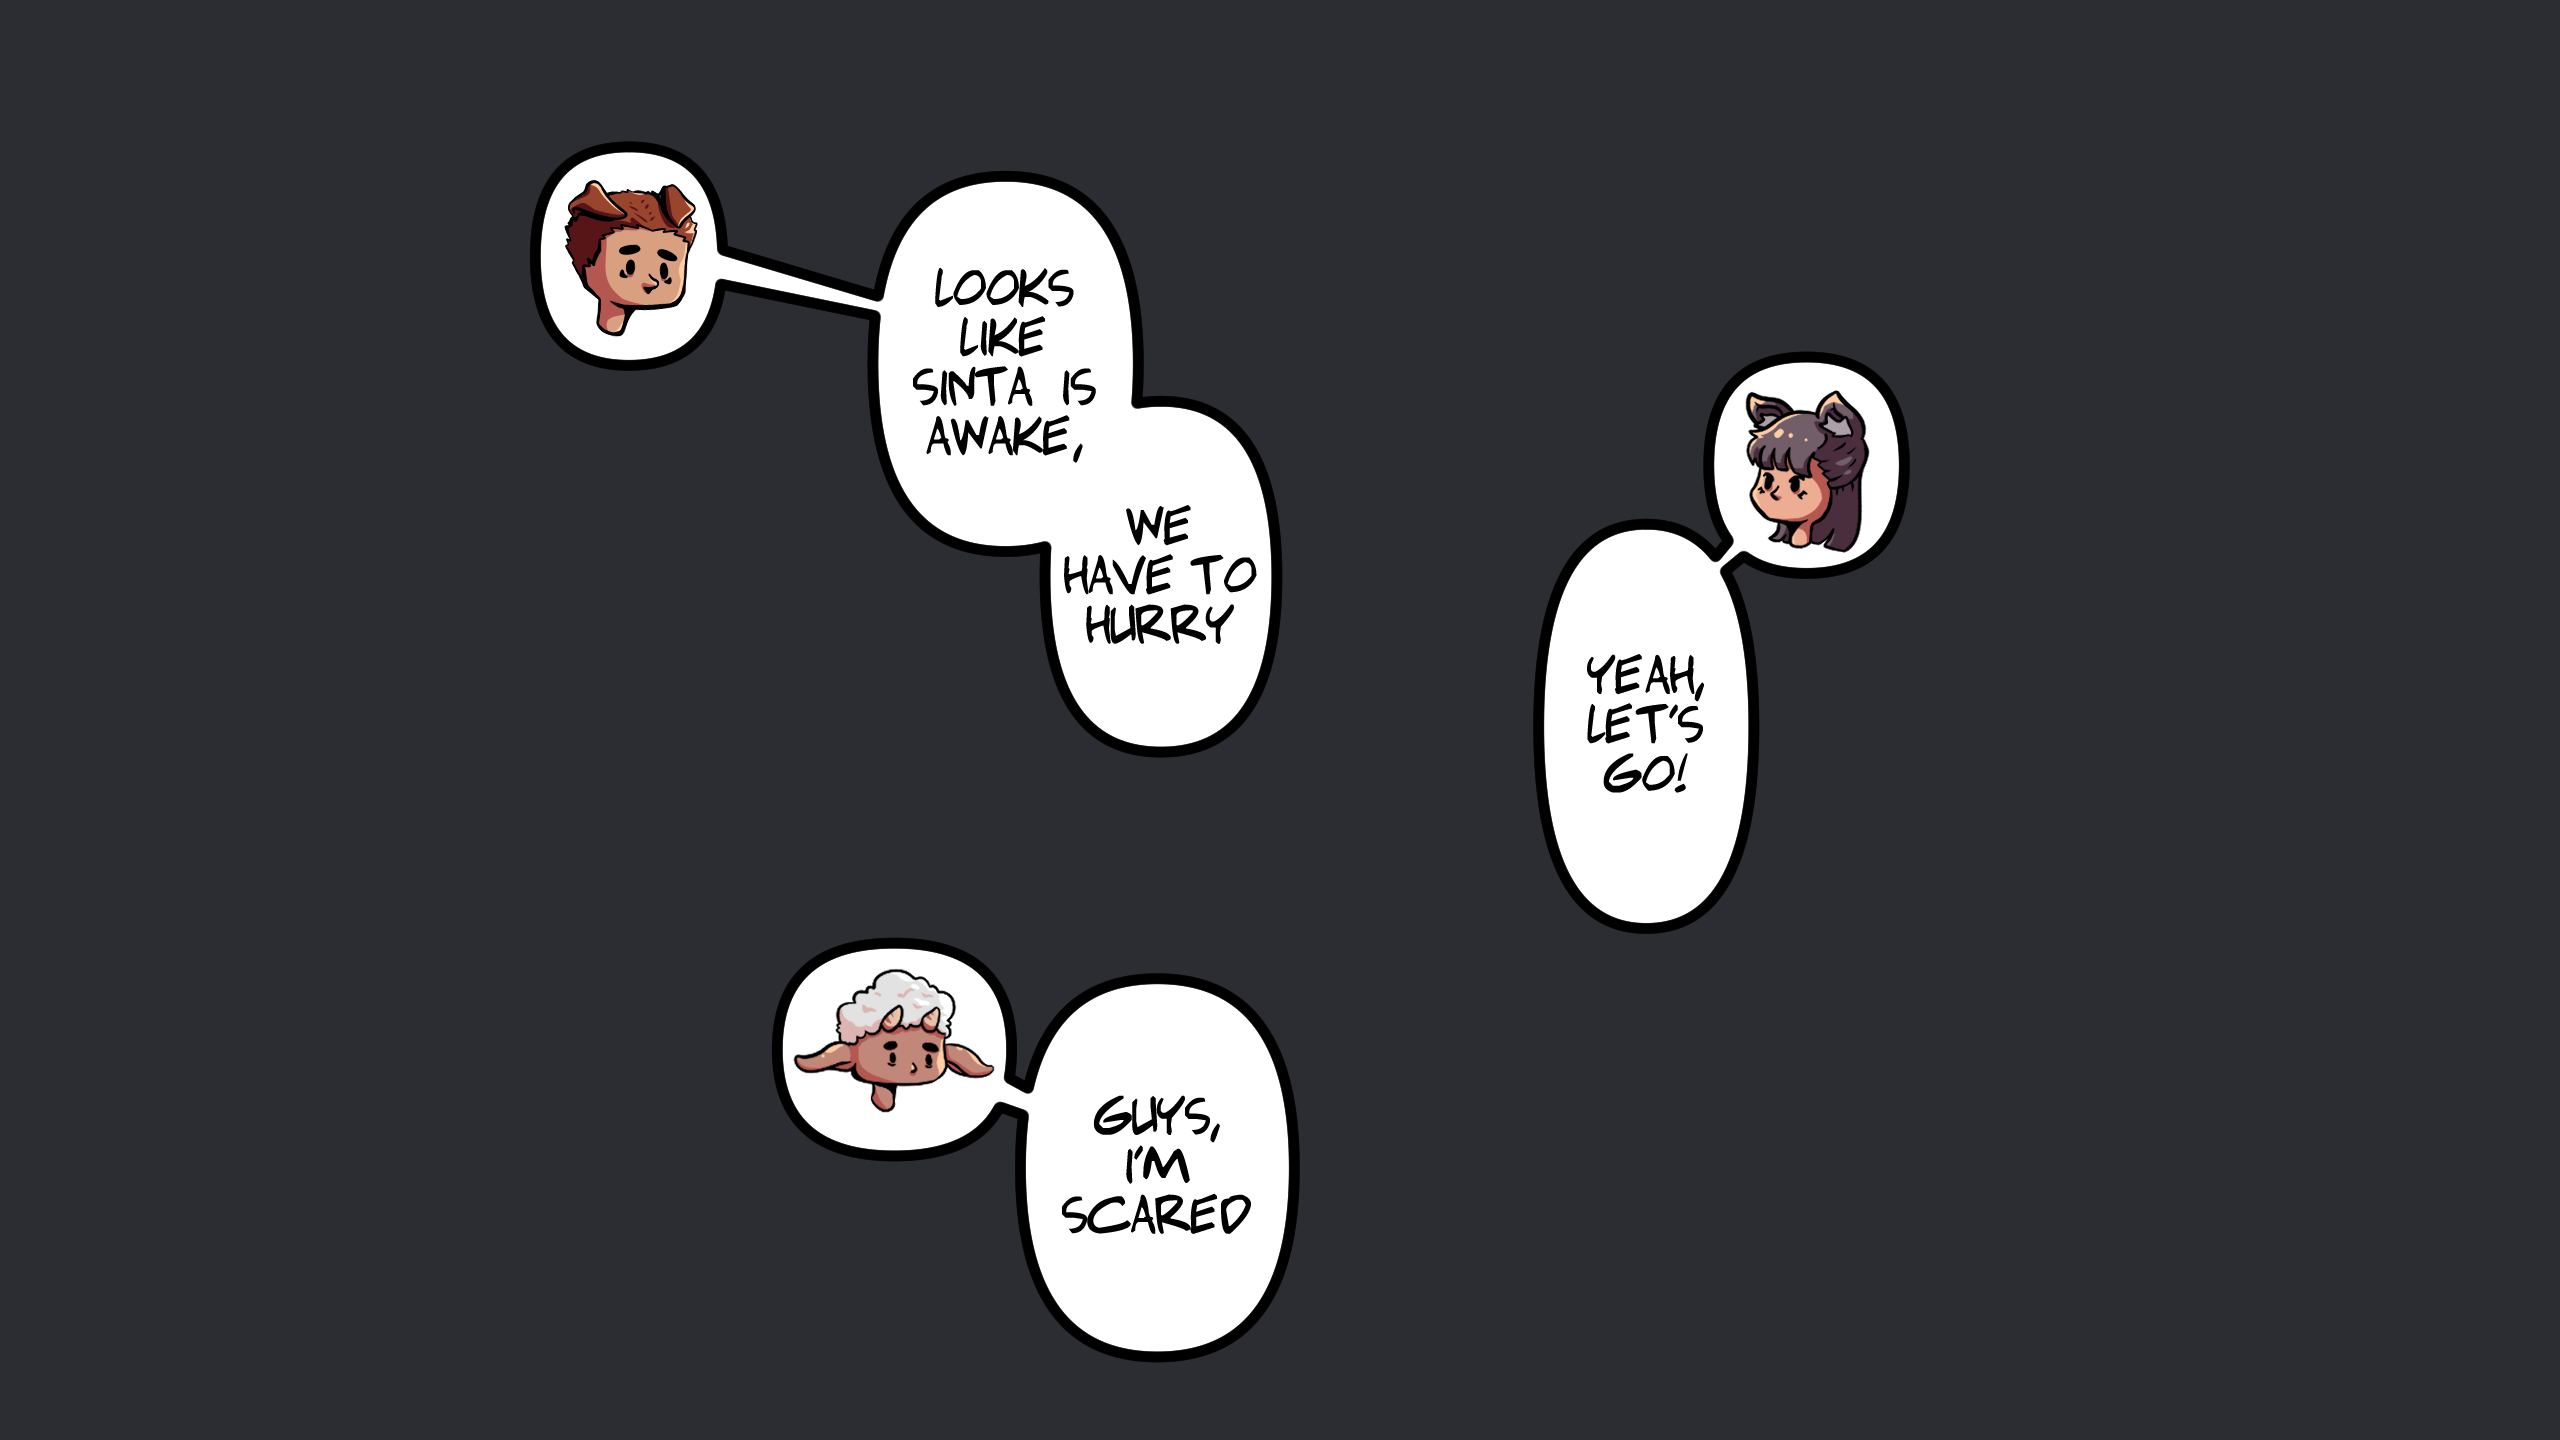 LOOKS
LIKE
SINTA IS
AWAKE,
WE
HAVE TO
HURRY
YEAH,
LET'S
GO!
GUYS,
I'M
SCARED